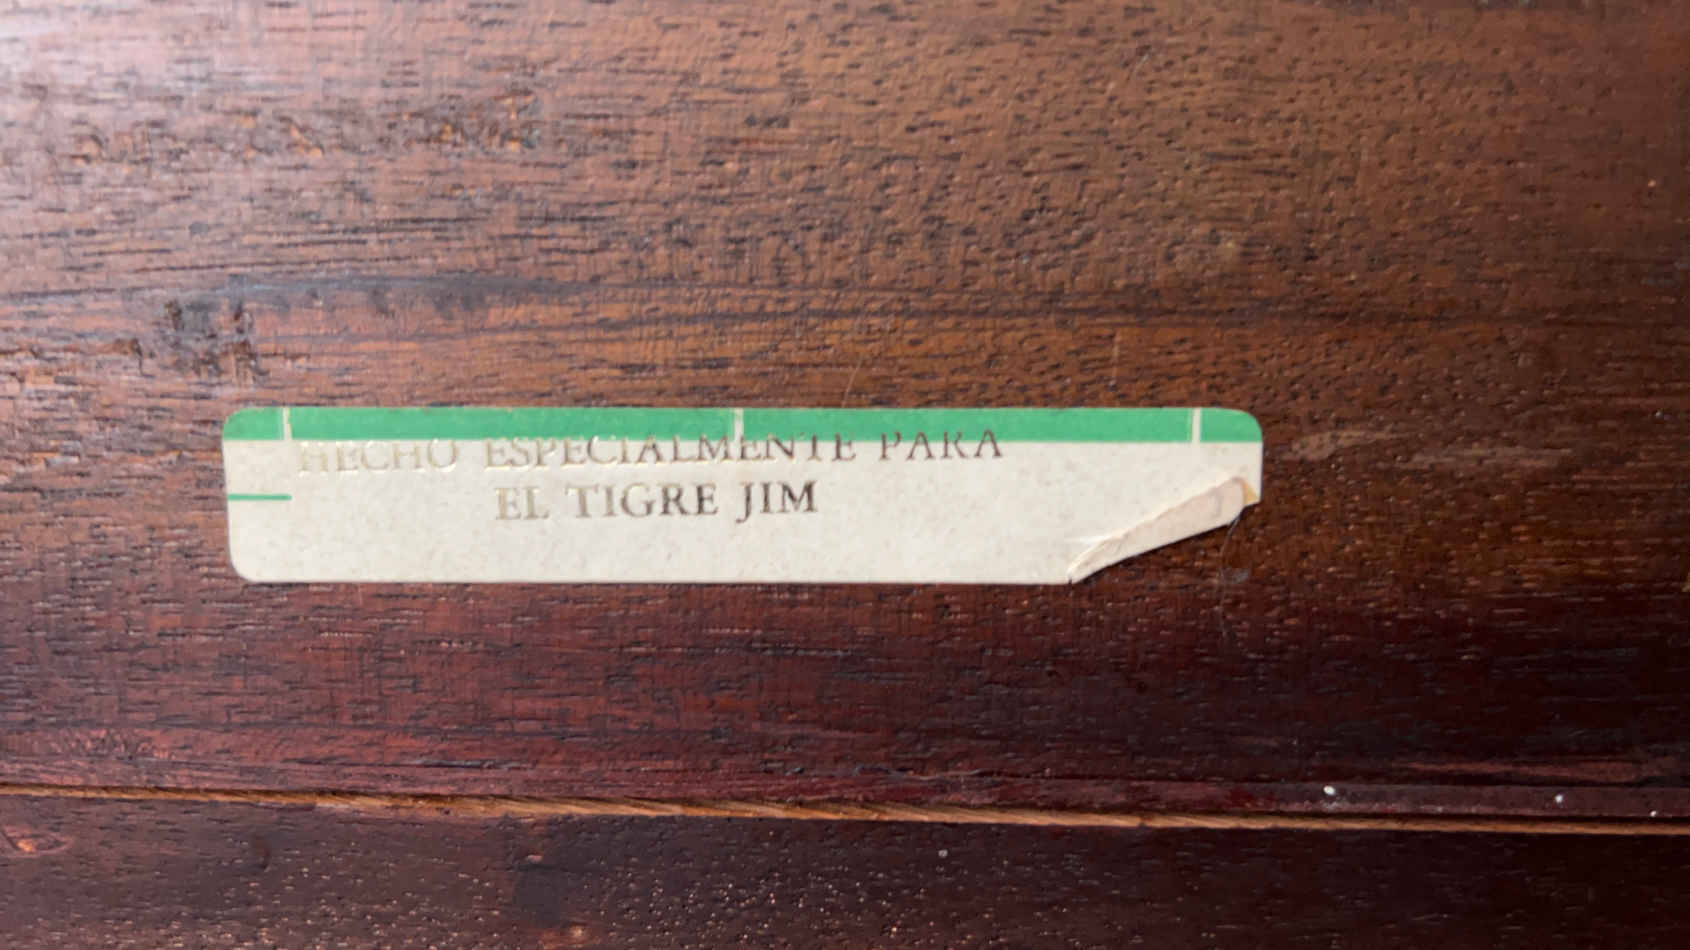 HECHO ESPECIALMENTE PARA
EL TIGRE JIM